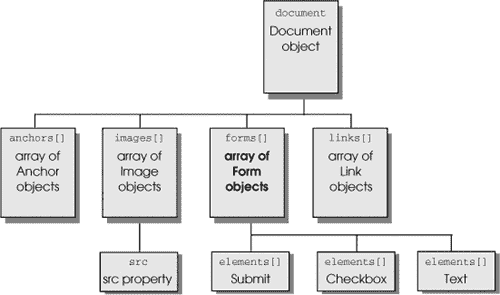 document
Document
object
anchors[]
array of
Anchor
objects
images[]
array of
Image
objects
forms[]
array of
Form
objects
links[]
array of
Link
objects
src
src property
elements[]
Submit
elements[]
Checkbox
elements[]
Text